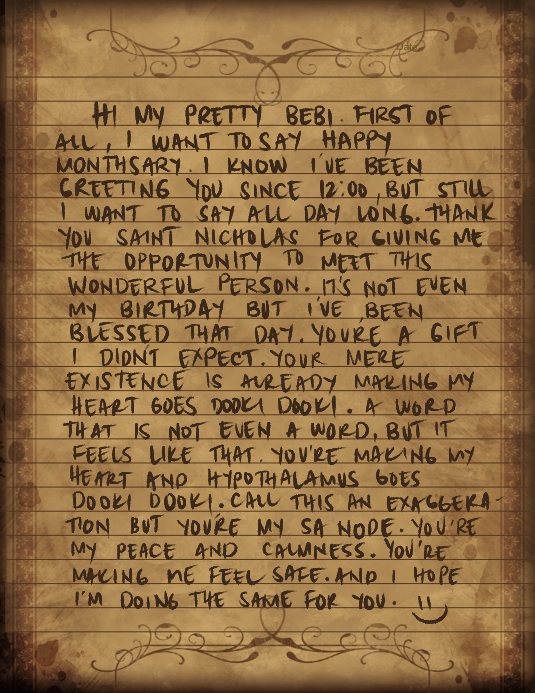 Date
HI MY PRETTY BEBI. FIRST OF
ALL, I WANT TO SAY HAPPY
MONTHSARY. I KNOW I'VE BEEN
GREETING YOU SINCE 12:00, BUT STILL
I WANT TO SAY ALL DAY LONG. THANK
YOU SAINT NICHOLAS FOR GIVING ME
THE OPPORTUNITY TO MEET THIS
WONDERFUL PERSON. IT'S NOT EVEN
MY BIRTHDAY BUT I'VE BEEN
BLESSED THAT DAY. YOU'RE A GIFT
I DIDN'T EXPECT. YOUR MERE
EXISTENCE IS ALREADY MAKING MY
HEART GOES DOOKI DOOKI. A WORD
THAT IS NOT EVEN A WORD, BUT IT
FEELS LIKE THAT. YOU'RE MAKING MY
HEART AND HYPOTHALAMUS GOES
DOOKI DOOKI. CALL THIS AN EXAGGERA-
TION BUT YOU'RE MY SA NODE. YOU'RE
MY PEACE AND CALMNESS. YOU'RE
MAKING ME FEEL SAFE. AND I HOPE
I'M DOING THE SAME FOR YOU.